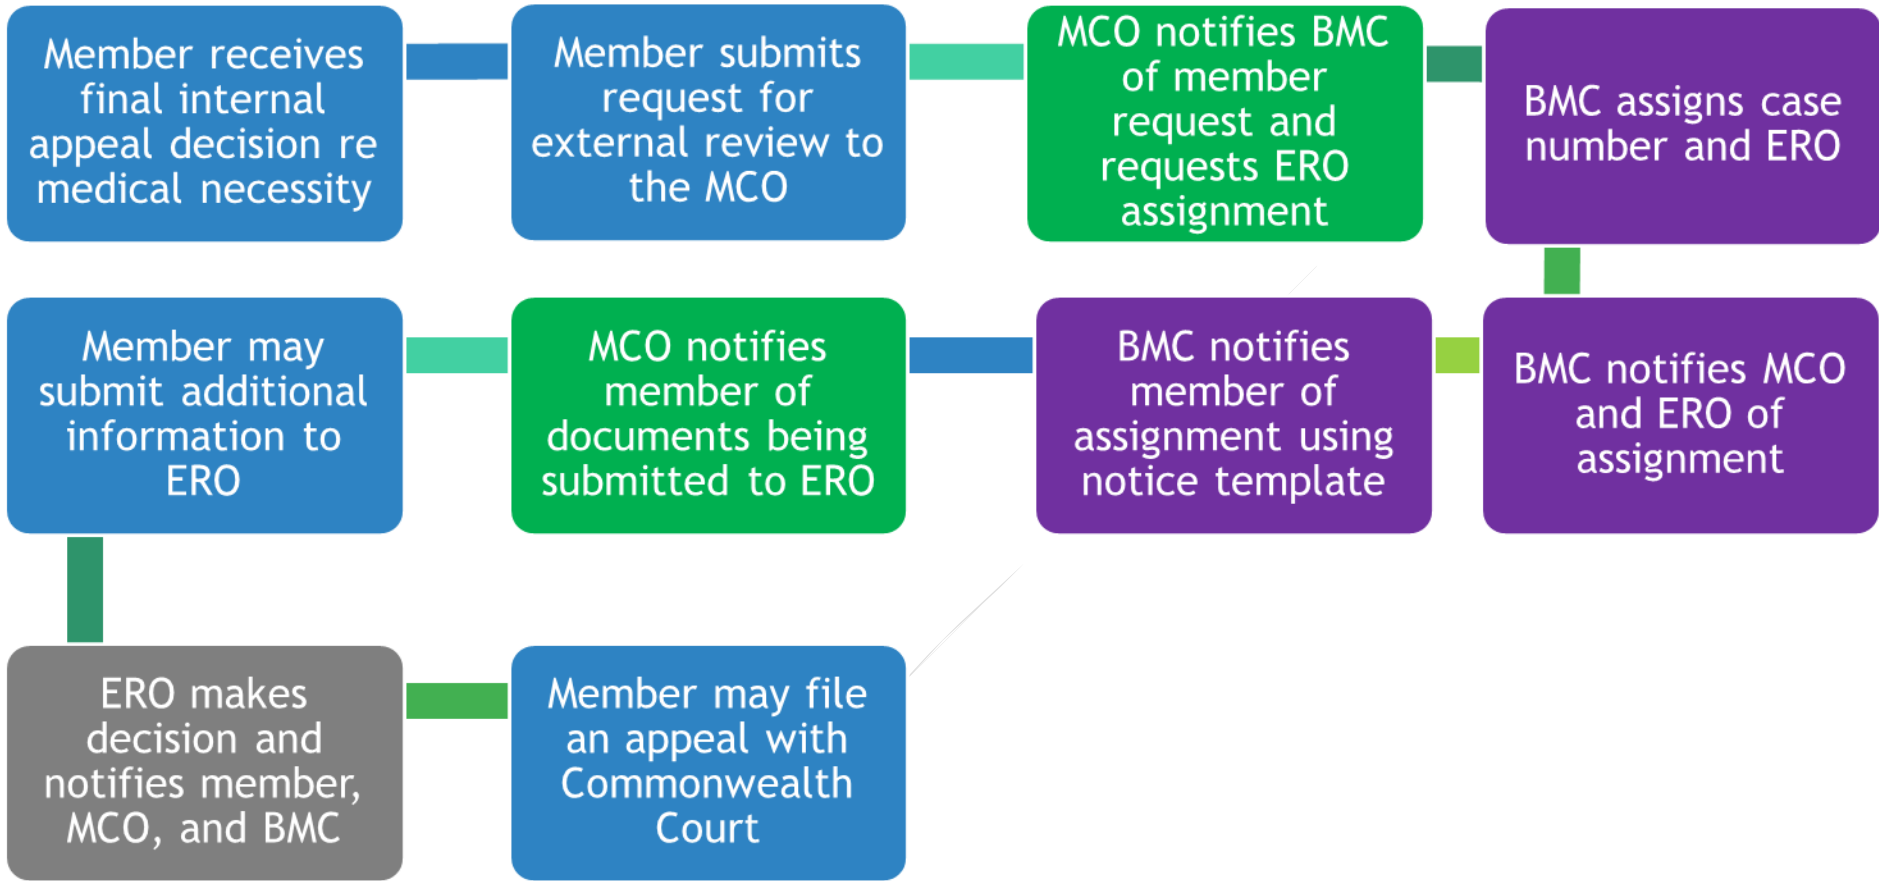 Member receives
final internal
appeal decision re
medical necessity
Member submits
request for
external review to
the MCO
MCO notifies BMC
of member
request and
requests ERO
assignment
BMC assigns case
number and ERO
BMC notifies MCO
and ERO of
assignment
BMC notifies
member of
assignment using
notice template
MCO notifies
member of
documents being
submitted to ERO
Member may
submit additional
information to
ERO
ERO makes
decision and
notifies member,
MCO, and BMC
Member may file
an appeal with
Commonwealth
Court